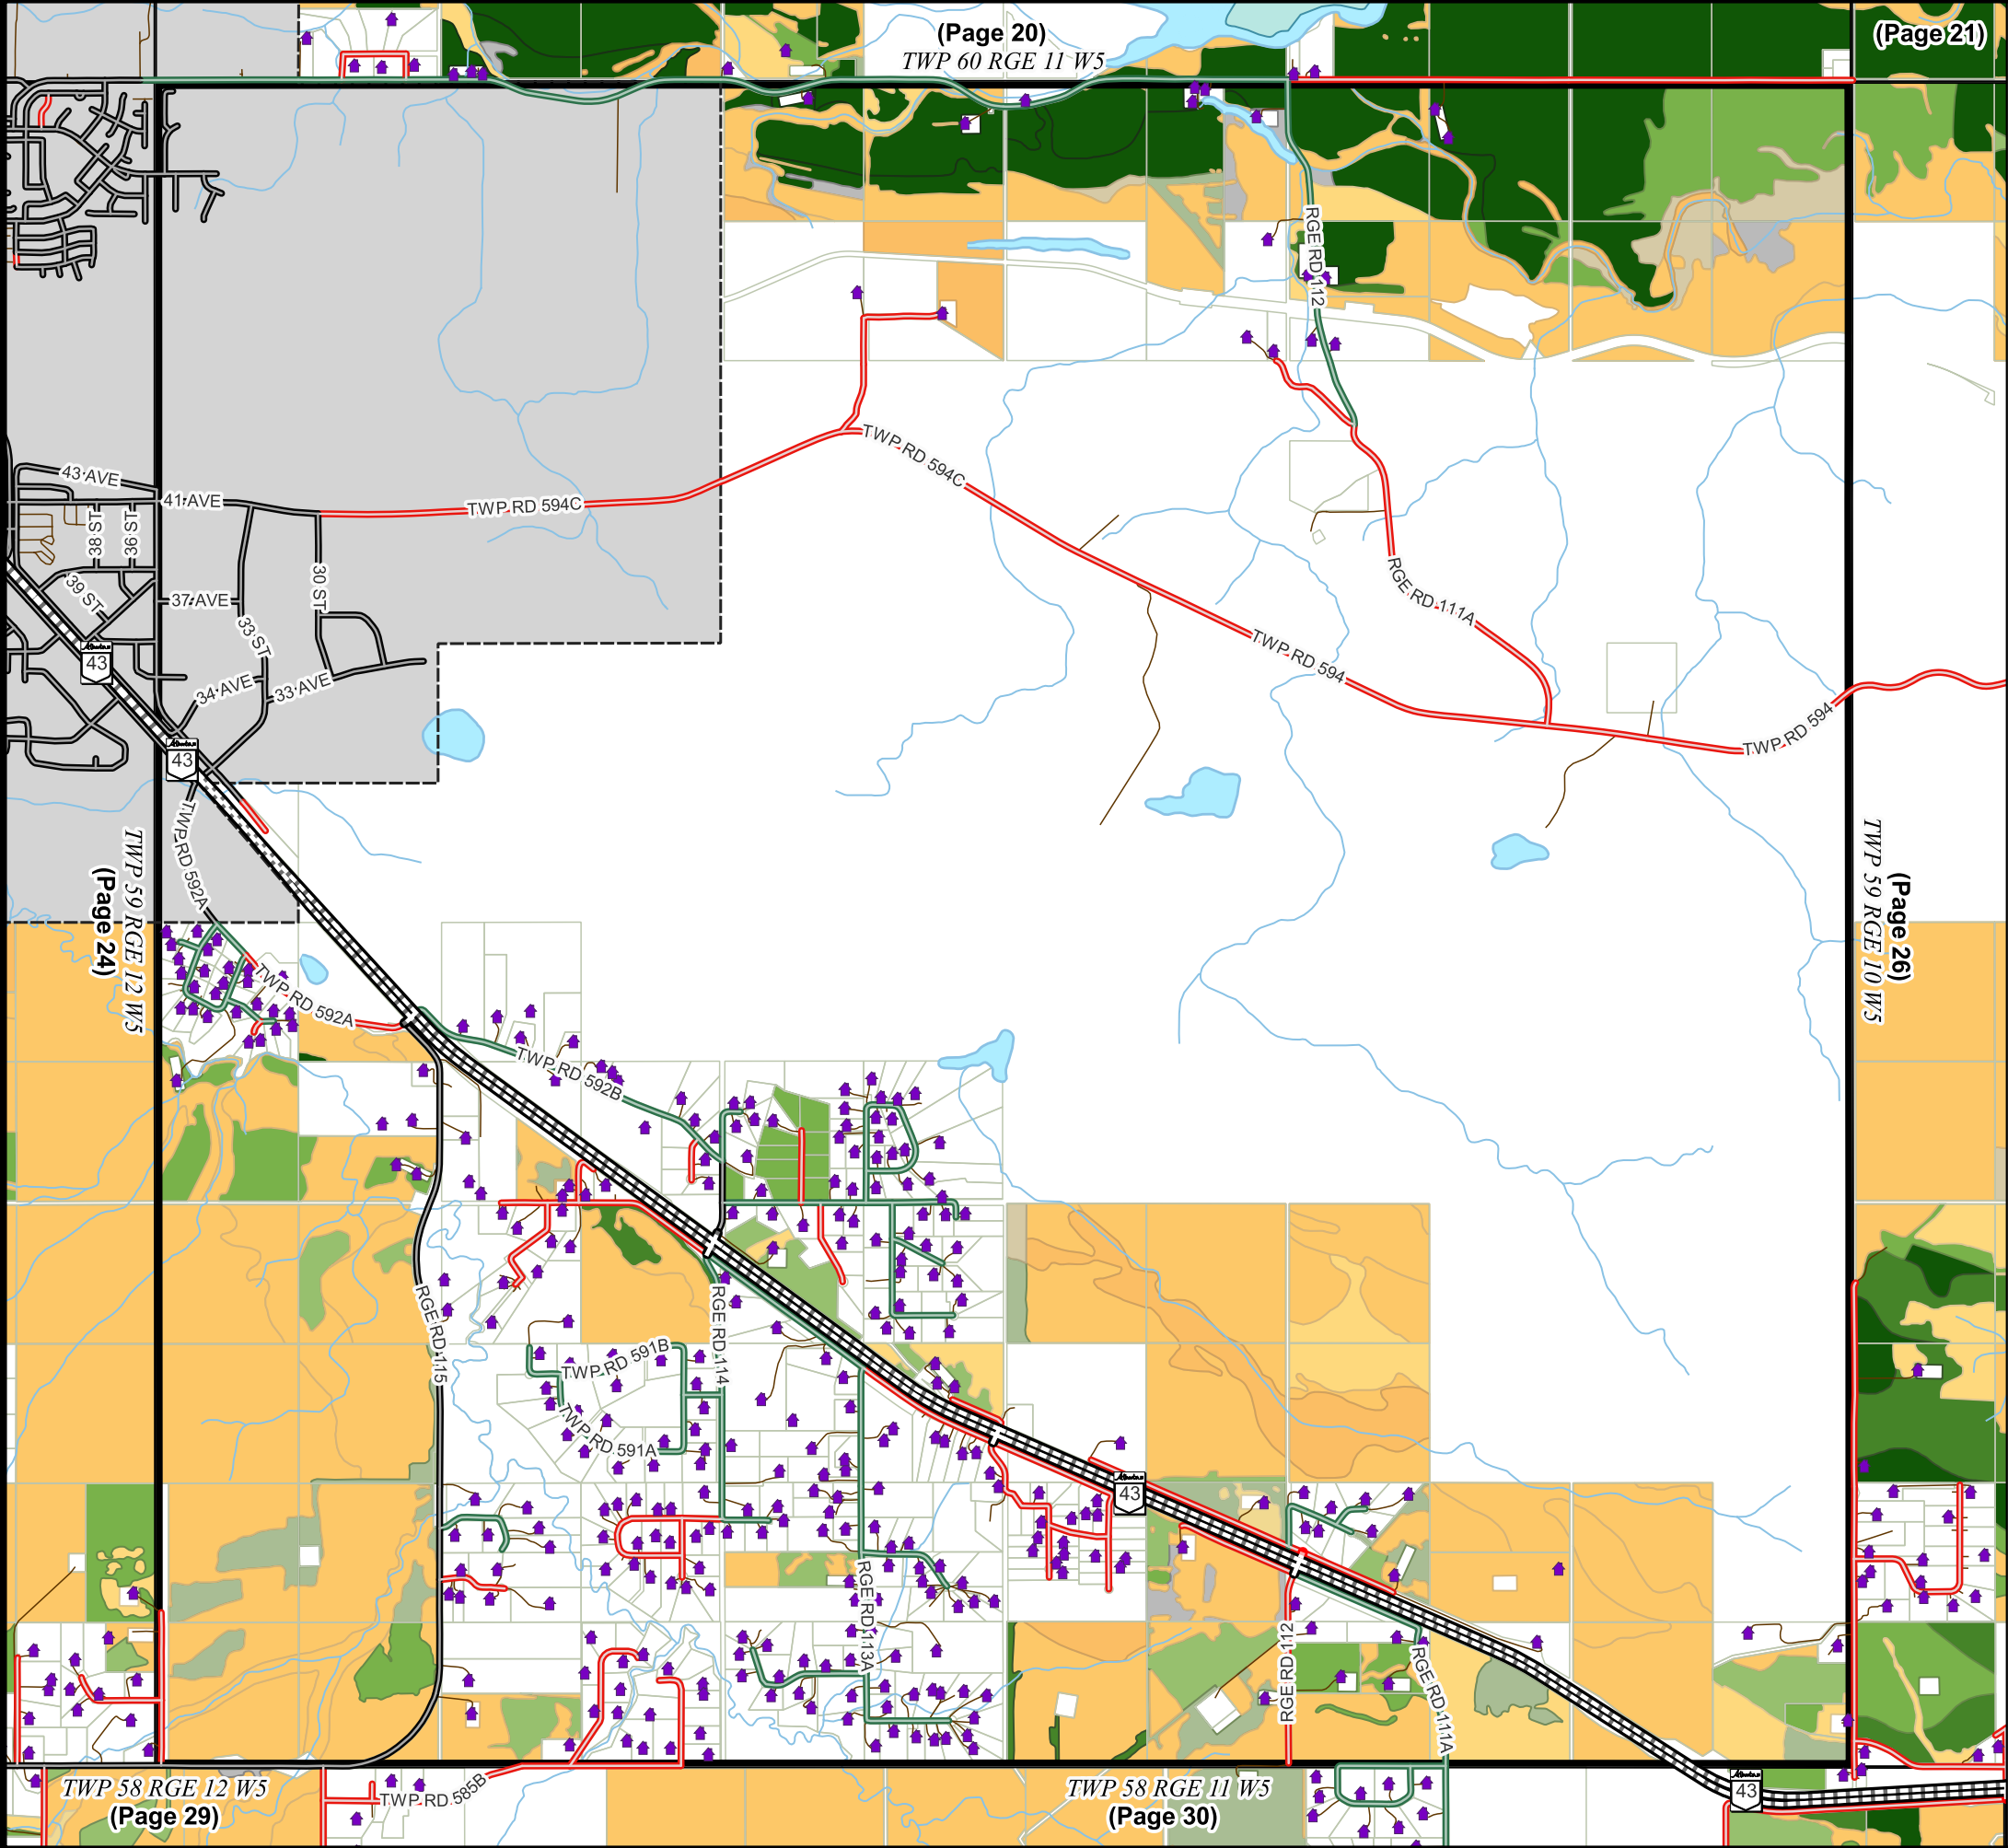 (Page 20)
TWP 60 RGE 11 W5
(Page 21)
RGE RD 112
TWP RD 594C
43 AVE
41 AVE
TWP RD 594C
38 ST
36 ST
39 ST
37 AVE
30 ST
33 ST
RGE RD 111A
TWP RD 594
43
34 AVE
33 AVE
TWP RD 594
43
TWP RD 592A
TWP 59 RGE 12 W5
(Page 24)
TWP 59 RGE 10 W5
(Page 26)
TWP RD 592A
TWP RD 592B
RGE RD 115
RGE RD 114
TWP RD 591B
TWP RD 591A
43
RGE RD 113A
RGE RD 112
RGE RD 111A
TWP 58 RGE 12 W5
(Page 29)
TWP RD 585B
TWP 58 RGE 11 W5
(Page 30)
43